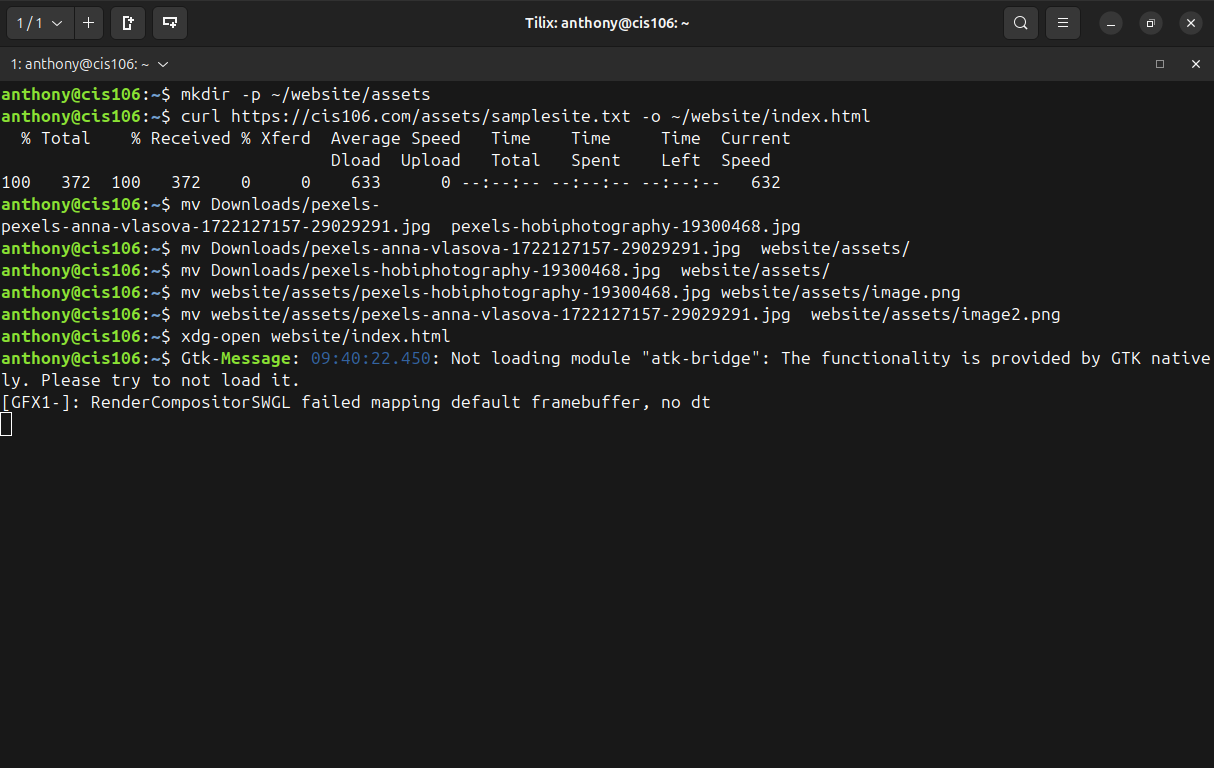 1 / 1
Tilix: anthony@cis106: ~
1: anthony@cis106: ~
anthony@cis106:~$ mkdir -p ~/website/assets
anthony@cis106:~$ curl https://cis106.com/assets/samplesite.txt -o ~/website/index.html
  % Total    % Received % Xferd  Average Speed   Time    Time     Time  Current
                                 Dload  Upload   Total   Spent    Left  Speed
100   372  100   372    0     0    633      0 --:--:-- --:--:-- --:--:--   632
anthony@cis106:~$ mv Downloads/pexels-
pexels-anna-vlasova-1722127157-29029291.jpg  pexels-hobiphotography-19300468.jpg
anthony@cis106:~$ mv Downloads/pexels-anna-vlasova-1722127157-29029291.jpg  website/assets/
anthony@cis106:~$ mv Downloads/pexels-hobiphotography-19300468.jpg  website/assets/
anthony@cis106:~$ mv website/assets/pexels-hobiphotography-19300468.jpg website/assets/image.png
anthony@cis106:~$ mv website/assets/pexels-anna-vlasova-1722127157-29029291.jpg  website/assets/image2.png
anthony@cis106:~$ xdg-open website/index.html
anthony@cis106:~$ Gtk-Message: 09:40:22.450: Not loading module "atk-bridge": The functionality is provided by GTK native
ly. Please try to not load it.
[GFX1-]: RenderCompositorSWGL failed mapping default framebuffer, no dt